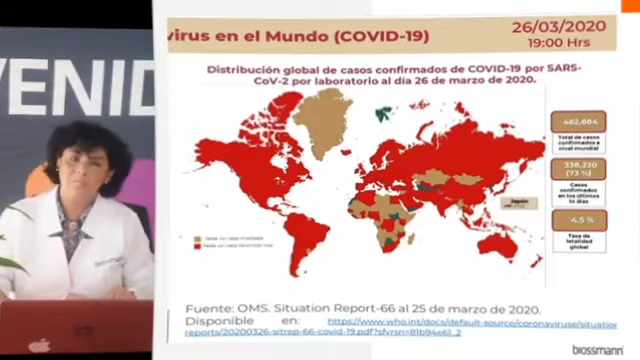 VENID
virus en el Mundo (COVID-19)
26/03/2020
19:00 Hrs
Distribución global de casos confirmados de COVID-19 por SARS-
CoV-2 por laboratorio al día 26 de marzo de 2020.
462,684
Total de casos
confirmados a
nivel mundial
338,220
(73 %)
Casos
confirmados
en los últimos
14 días
4.5 %
Tasa de
letalidad
global
Fuente: OMS. Situation Report-66 al 25 de marzo de 2020.
Disponible en: https://www.who.int/docs/default-source/coronaviruse/situation
reports/20200326-sitrep-66-covid-19.pdf?sfvrsn=81b94e61_2
biossmann